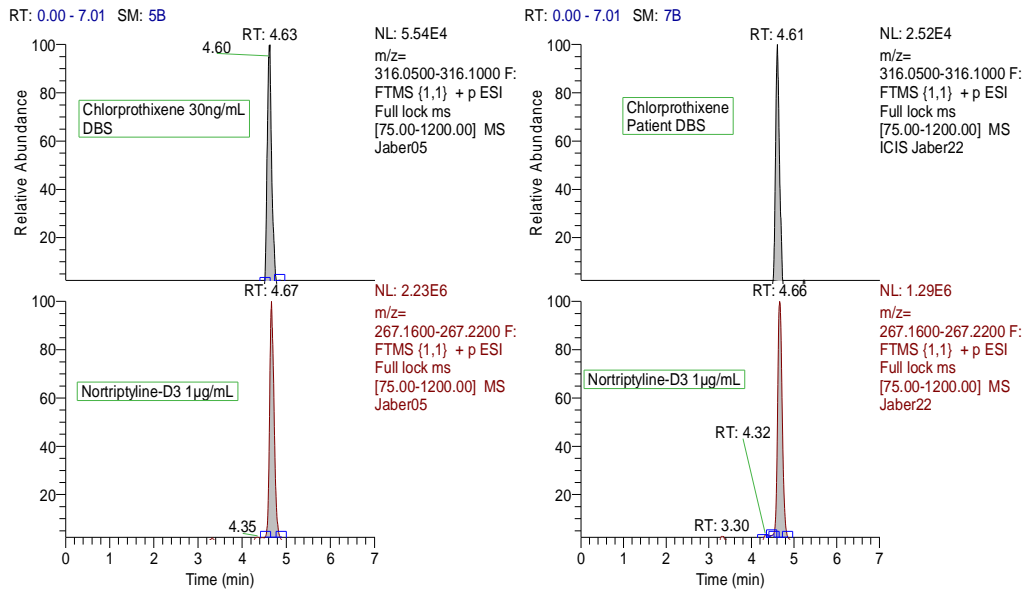 RT: 0.00 - 7.01 SM: 5B
RT: 4.63
4.60
100
80
60
40
20
Relative Abundance
Chlorprothixene 30ng/mL
DBS
NL: 5.54E4
m/z=
316.0500-316.1000 F:
FTMS {1,1} + p ESI
Full lock ms
[75.00-1200.00] MS
Jaber05
RT: 4.67
100
80
60
40
20
Nortriptyline-D3 1µg/mL
4.35
NL: 2.23E6
m/z=
267.1600-267.2200 F:
FTMS {1,1} + p ESI
Full lock ms
[75.00-1200.00] MS
Jaber05
0 1 2 3 4 5 6 7
Time (min)
RT: 0.00 - 7.01 SM: 7B
RT: 4.61
100
80
60
40
20
Relative Abundance
Chlorprothixene
Patient DBS
NL: 2.52E4
m/z=
316.0500-316.1000 F:
FTMS {1,1} + p ESI
Full lock ms
[75.00-1200.00] MS
ICIS Jaber22
RT: 4.66
100
80
60
40
20
Nortriptyline-D3 1µg/mL
RT: 4.32
RT: 3.30
NL: 1.29E6
m/z=
267.1600-267.2200 F:
FTMS {1,1} + p ESI
Full lock ms
[75.00-1200.00] MS
Jaber22
0 1 2 3 4 5 6 7
Time (min)